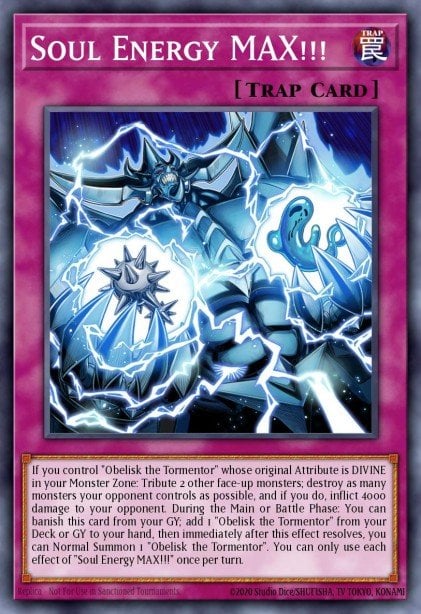 Soul Energy MAX!!!
TRAP
罠
[Trap Card]
If you control "Obelisk the Tormentor" whose original Attribute is DIVINE
in your Monster Zone: Tribute 2 other face-up monsters; destroy as many
monsters your opponent controls as possible, and if you do, inflict 4000
damage to your opponent. During the Main or Battle Phase: You can
banish this card from your GY; add 1 "Obelisk the Tormentor" from your
Deck or GY to your hand, then immediately after this effect resolves, you
can Normal Summon 1 "Obelisk the Tormentor". You can only use each
effect of "Soul Energy MAX!!!" once per turn.
Replica - Not For Use in Sanctioned Tournaments
©2020 Studio Dice/SHUEISHA, TV TOKYO, KONAMI